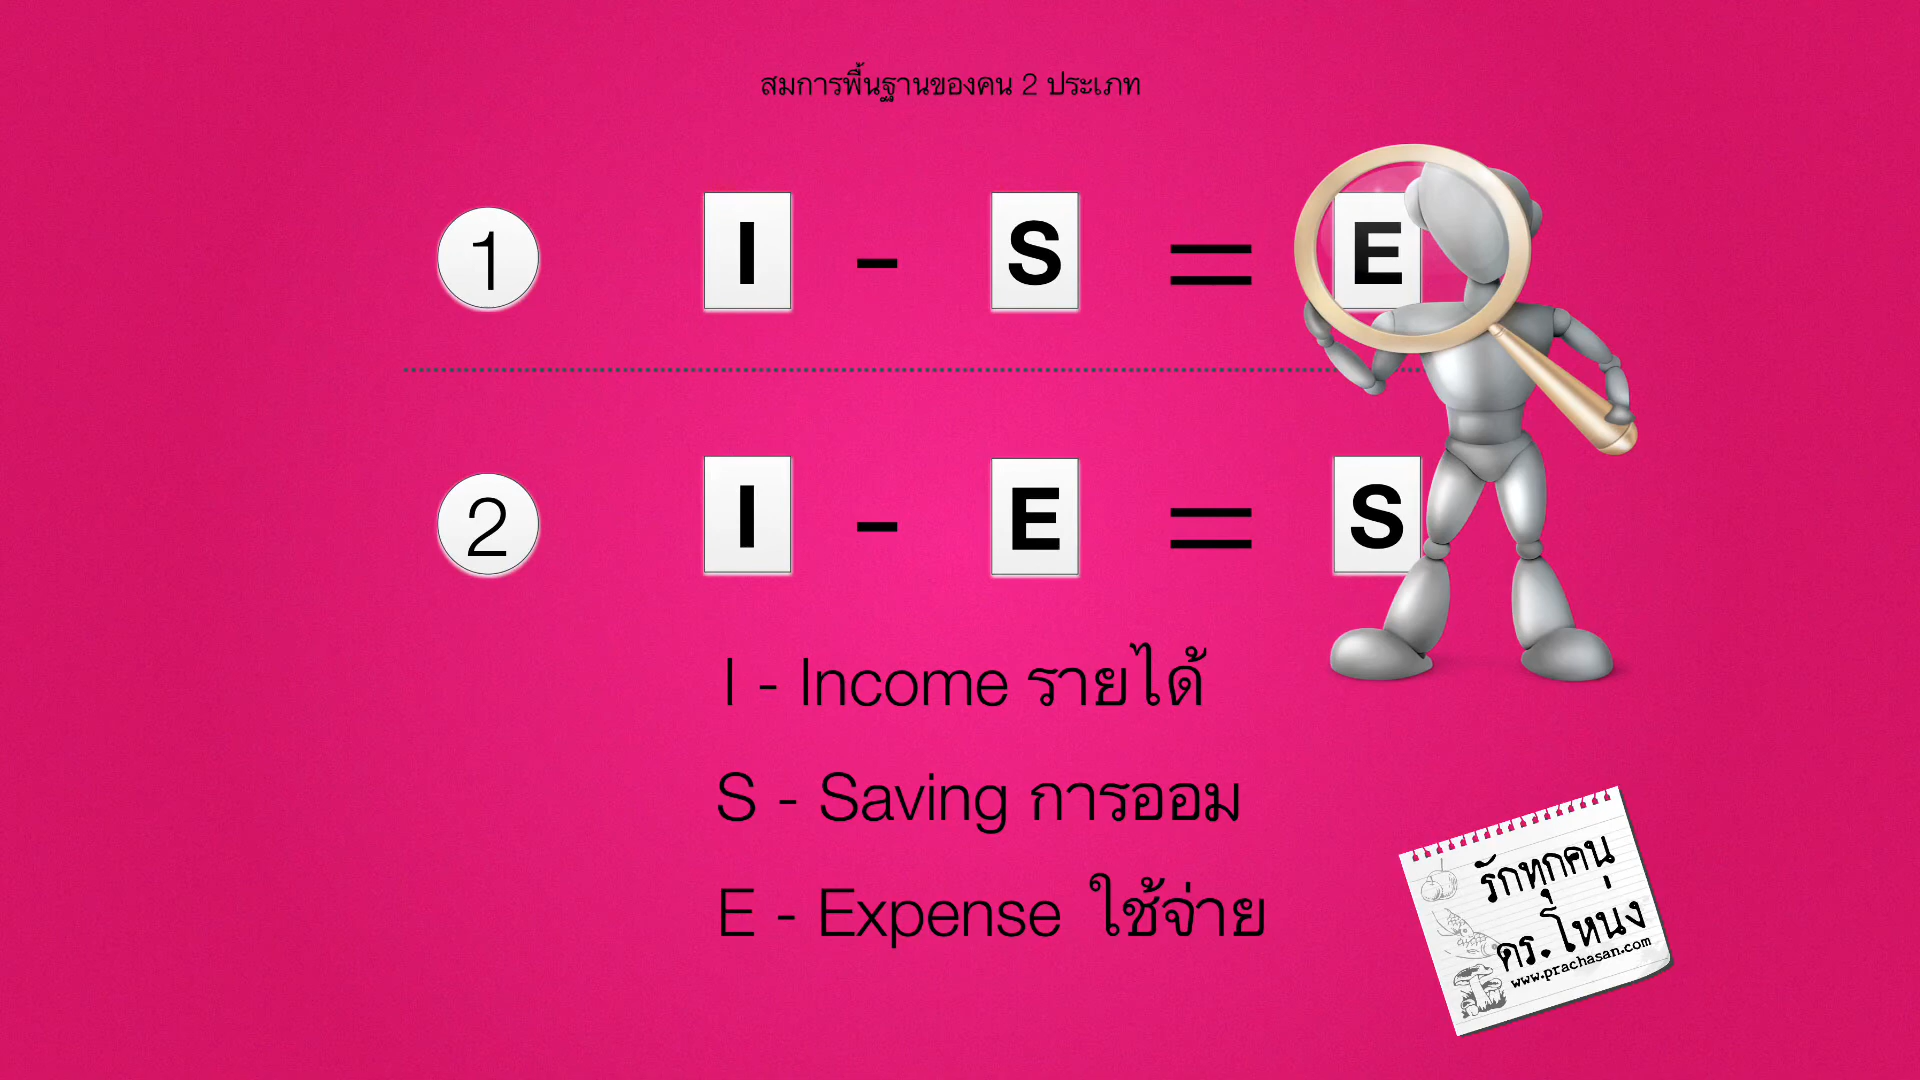 สมการพื้นฐานของคน 2 ประเภท
1 I - S = E
2 I - E = S
I - Income รายได้
S - Saving การออม
E - Expense ใช้จ่าย
รักทุกคน
ดร.โหน่ง
www.prachasan.com